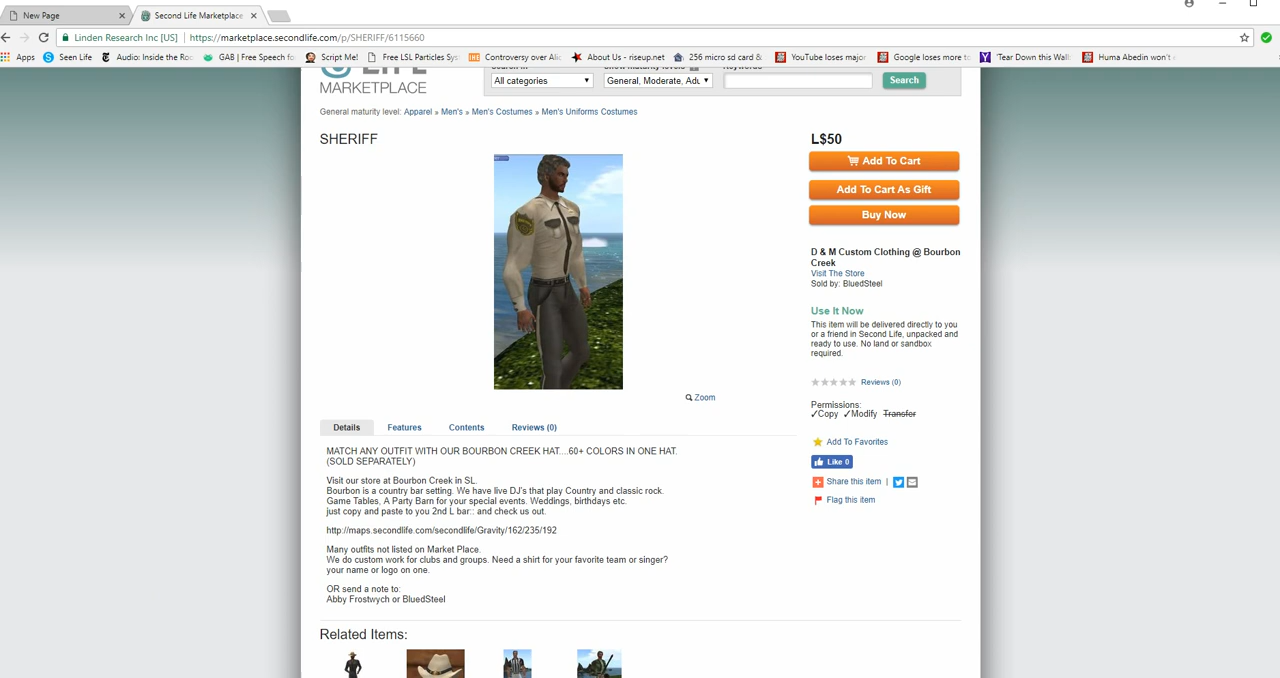 New Page
Second Life Marketplace
Linden Research Inc [US] | https://marketplace.secondlife.com/p/SHERIFF/6115660
Apps Seen Life Audio: Inside the Ro GAB | Free Speech fo Script Me! Free LSL Particles Sys Controversy over Ali About Us - riseup.net 256 micro sd card & YouTube loses major Google loses more to 'Tear Down this Wall Huma Abedin won't
LIFE
MARKETPLACE
All categories General, Moderate, Adu Search
General maturity level: Apparel » Men's » Men's Costumes » Men's Uniforms Costumes
SHERIFF
L$50
Add To Cart
Add To Cart As Gift
Buy Now
D & M Custom Clothing @ Bourbon
Creek
Visit The Store
Sold by: BluedSteel
Use It Now
This item will be delivered directly to you
or a friend in Second Life, unpacked and
ready to use. No land or sandbox
required.
Reviews (0)
Permissions:
✓Copy ✓Modify Transfer
Add To Favorites
Like 0
Share this item |
Flag this item
Zoom
Details Features Contents Reviews (0)
MATCH ANY OUTFIT WITH OUR BOURBON CREEK HAT....60+ COLORS IN ONE HAT.
(SOLD SEPARATELY)
Visit our store at Bourbon Creek in SL.
Bourbon is a country bar setting. We have live DJ's that play Country and classic rock.
Game Tables, A Party Barn for your special events. Weddings, birthdays etc.
just copy and paste to you 2nd L bar:: and check us out.
http://maps.secondlife.com/secondlife/Gravity/162/235/192
Many outfits not listed on Market Place.
We do custom work for clubs and groups. Need a shirt for your favorite team or singer?
your name or logo on one.
OR send a note to:
Abby Frostwych or BluedSteel
Related Items: